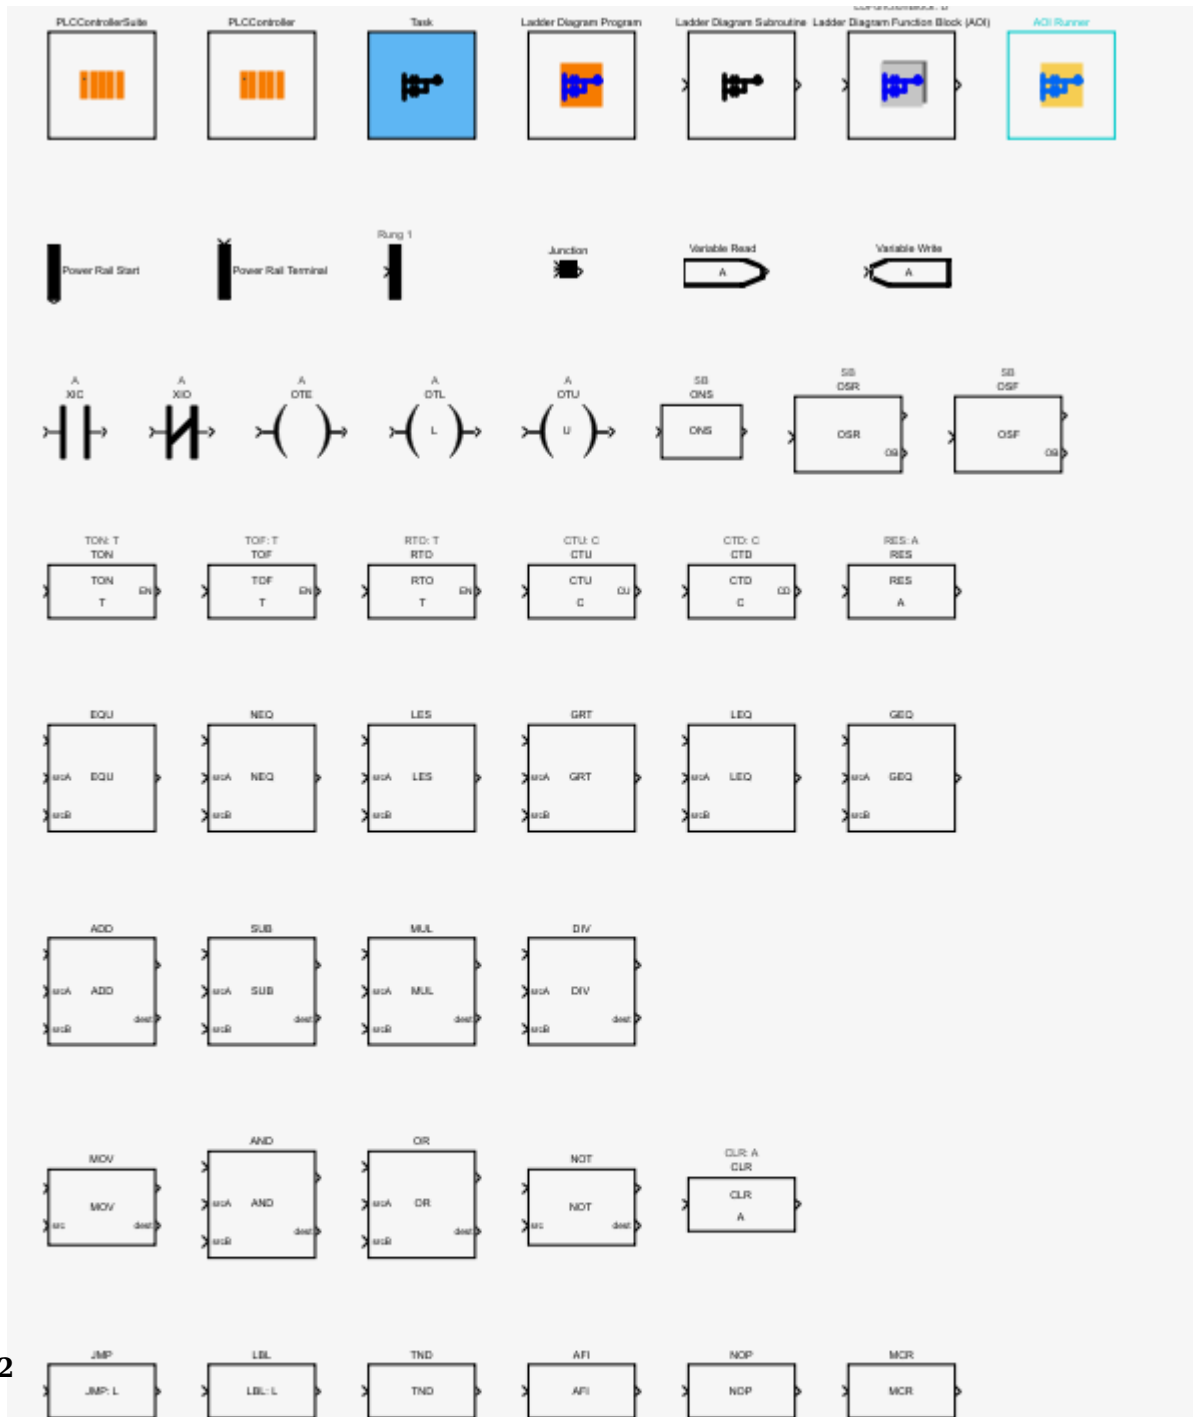 PLCControllerSuite PLCController Task Ladder Diagram Program Ladder Diagram Subroutine Ladder Diagram Function Block (AOI) AOI Runner
Rung 1
Junction Variable Read Variable Write
Power Rail Start Power Rail Terminal A A
A A A A A SB SB SB
XIC XIO OTE OTL OTU ONS OSR OSF
L U ONS OSR OSF
OB OB
TON: T TOF: T RTO: T CTU: C CTD: C RES: A
TON TOF RTO CTU CTD RES
TON EN TOF EN RTO EN CTU CU CTD CD RES
T T T C C A
EQU NEQ LES GRT LEQ GEQ
srcA EQU srcA NEQ srcA LES srcA GRT srcA LEQ srcA GEQ
srcB srcB srcB srcB srcB srcB
ADD SUB MUL DIV
srcA ADD srcA SUB srcA MUL srcA DIV
dest dest dest dest
srcB srcB srcB srcB
AND OR
MOV NOT CLR: A
CLR
MOV srcA AND srcA OR NOT CLR
A
src dest dest dest src dest
srcB srcB
JMP LBL TND AFI NOP MCR
2
JMP: L LBL: L TND AFI NOP MCR